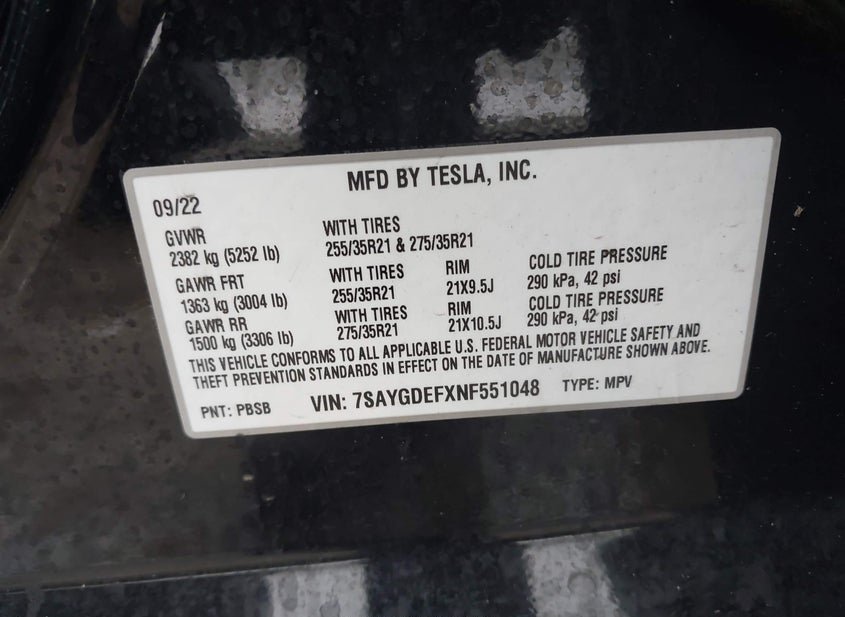 MFD BY TESLA, INC.
09/22
GVWR WITH TIRES
2382 kg (5252 lb) 255/35R21 & 275/35R21
GAWR FRT WITH TIRES RIM COLD TIRE PRESSURE
1363 kg (3004 lb) 255/35R21 21X9.5J 290 kPa, 42 psi
GAWR RR WITH TIRES RIM COLD TIRE PRESSURE
1500 kg (3306 lb) 275/35R21 21X10.5J 290 kPa, 42 psi
THIS VEHICLE CONFORMS TO ALL APPLICABLE U.S. FEDERAL MOTOR VEHICLE SAFETY AND
THEFT PREVENTION STANDARDS IN EFFECT ON THE DATE OF MANUFACTURE SHOWN ABOVE.
PNT: PBSB VIN: 7SAYGDEFXNF551048 TYPE: MPV